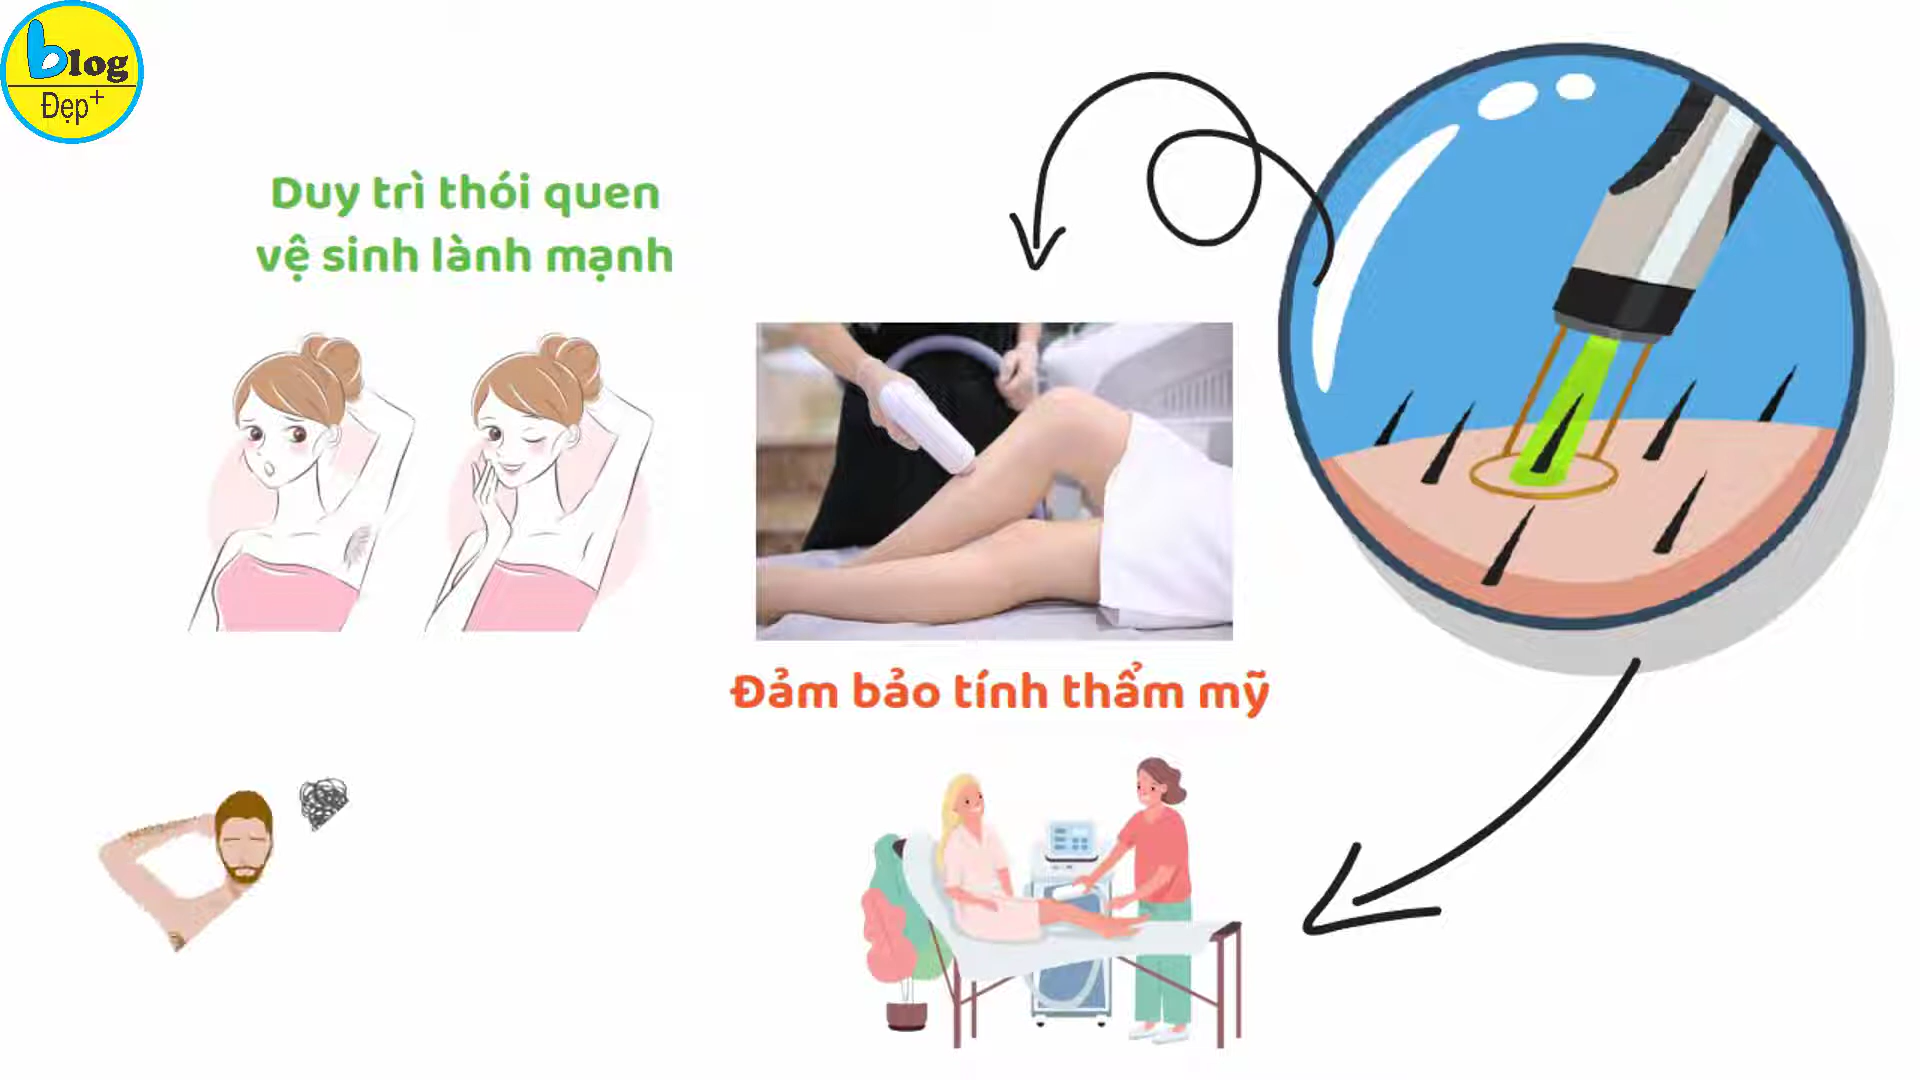 blog
Đẹp+
Duy trì thói quen
vệ sinh lành mạnh
Đảm bảo tính thẩm mỹ